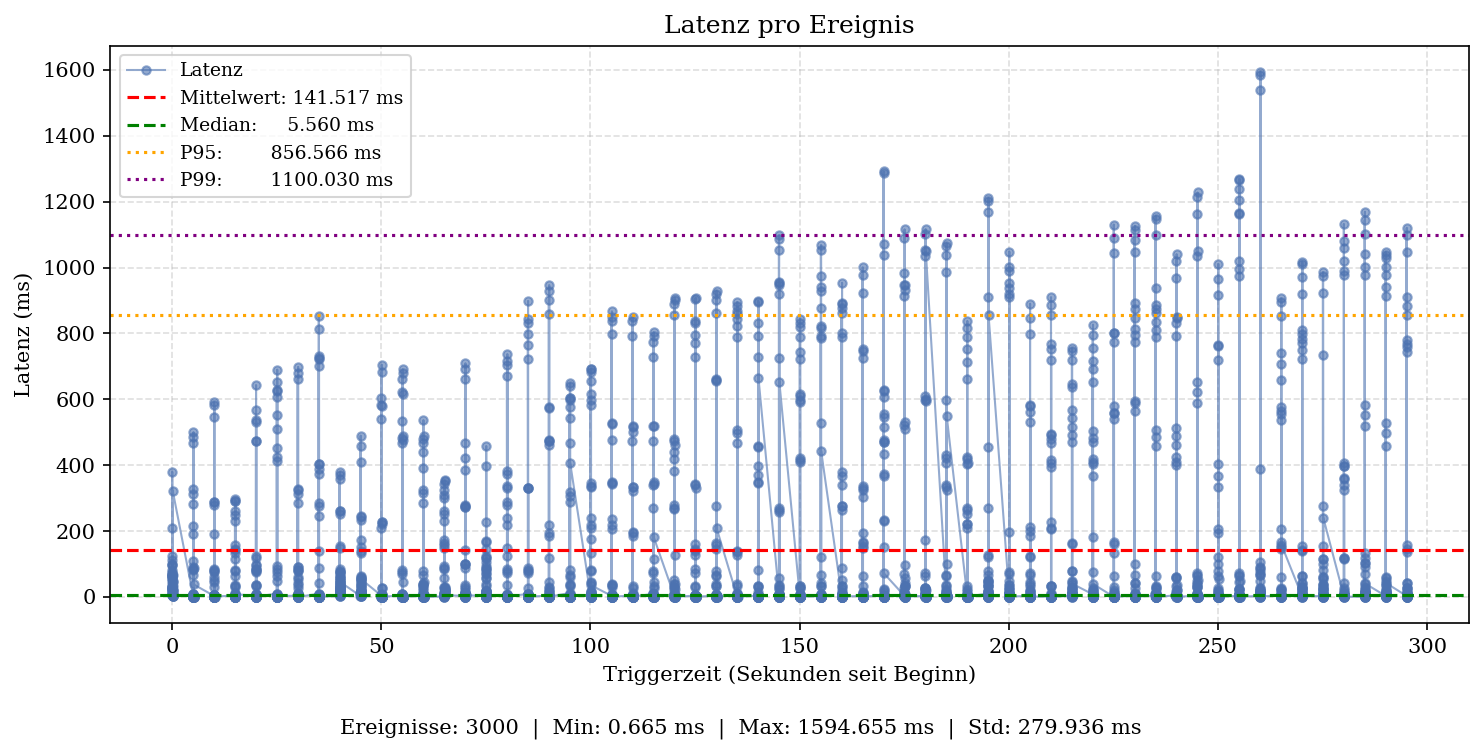 Latenz pro Ereignis
Latenz
Mittelwert: 141.517 ms
Median: 5.560 ms
P95: 856.566 ms
P99: 1100.030 ms
1600
1400
1200
1000
800
600
400
200
0
Latenz (ms)
0 50 100 150 200 250 300
Triggerzeit (Sekunden seit Beginn)
Ereignisse: 3000 | Min: 0.665 ms | Max: 1594.655 ms | Std: 279.936 ms